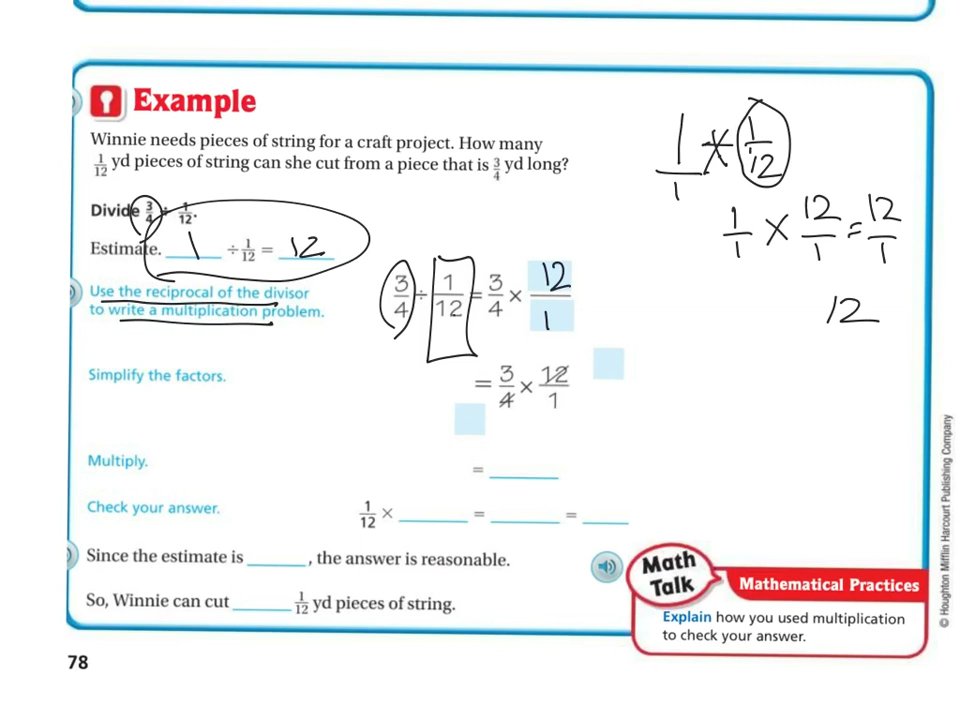 Example
Winnie needs pieces of string for a craft project. How many
1/12 yd pieces of string can she cut from a piece that is 3/4 yd long?
Divide 3/4 ÷ 1/12.
Estimate. 1 ÷ 1/12 = 12
Use the reciprocal of the divisor
to write a multiplication problem.
3/4 ÷ 1/12 = 3/4 × 12/1
Simplify the factors.
= 3/4 × 12/1
Multiply.
= ____
Check your answer.
1/12 × ____ = ____ = ____
Since the estimate is ____, the answer is reasonable.
So, Winnie can cut ____ 1/12 yd pieces of string.
1/1 × 1/12
1/1 × 12/1 = 12/1
12
Math
Talk
Mathematical Practices
Explain how you used multiplication
to check your answer.
© Houghton Mifflin Harcourt Publishing Company
78